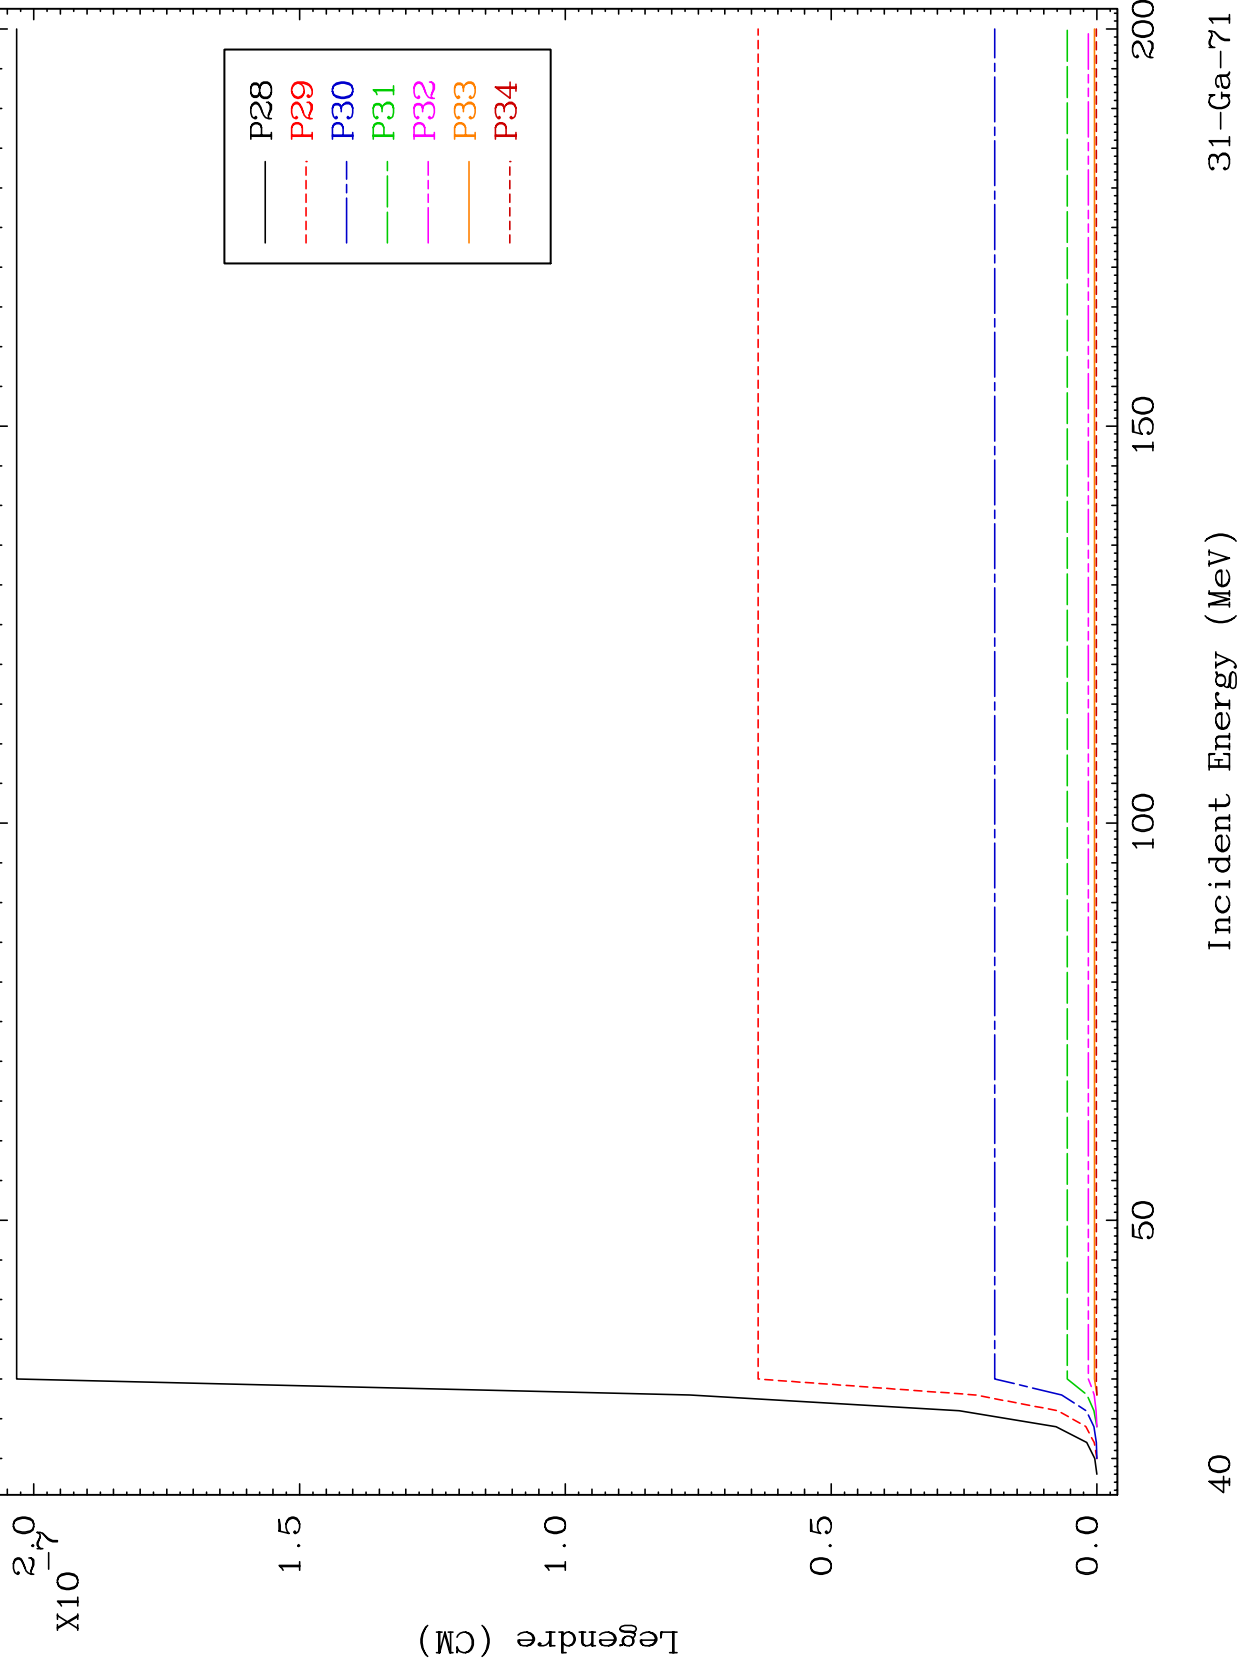 2.0
X10-7
1.5
1.0
0.5
0.0
Legendre (CM)
P28
P29
P30
P31
P32
P33
P34
50
100
150
200
40
Incident Energy (MeV)
31-Ga-71